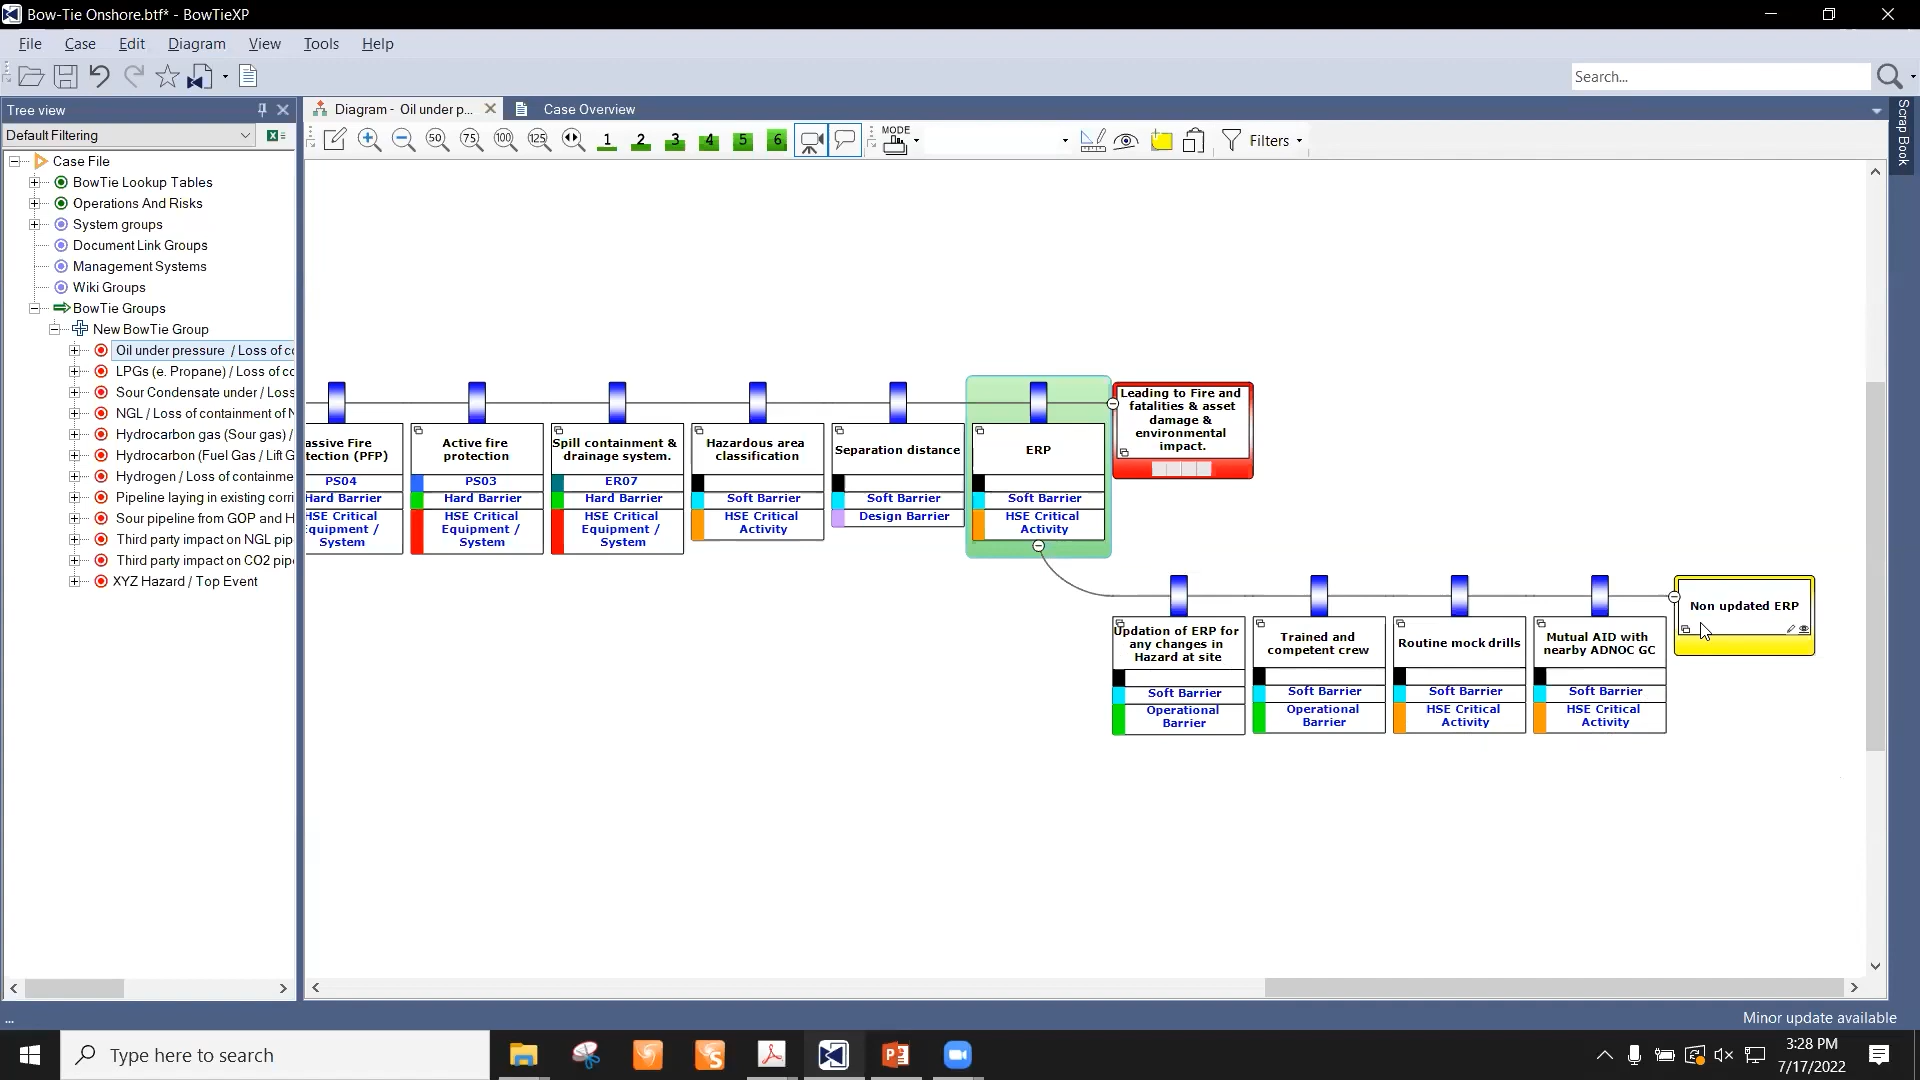 Bow-Tie Onshore.btf* - BowTieXP
File Case Edit Diagram View Tools Help
Search...
Tree view
Diagram - Oil under p...
Case Overview
Scrap Book
Default Filtering
50 75 100 125 1 2 3 4 5 6 MODE Filters
Case File
BowTie Lookup Tables
Operations And Risks
System groups
Document Link Groups
Management Systems
Wiki Groups
BowTie Groups
New BowTie Group
Oil under pressure / Loss of co
LPGs (e. Propane) / Loss of co
Sour Condensate under / Loss
NGL / Loss of containment of N
Hydrocarbon gas (Sour gas) /
Hydrocarbon (Fuel Gas / Lift G
Hydrogen / Loss of containme
Pipeline laying in existing corri
Sour pipeline from GOP and H
Third party impact on NGL pip
Third party impact on CO2 pip
XYZ Hazard / Top Event
assive Fire
tection (PFP)
PS04
Hard Barrier
HSE Critical
Equipment /
System
Active fire
protection
PS03
Hard Barrier
HSE Critical
Equipment /
System
Spill containment &
drainage system.
ER07
Hard Barrier
HSE Critical
Equipment /
System
Hazardous area
classification
Soft Barrier
HSE Critical
Activity
Separation distance
Soft Barrier
Design Barrier
ERP
Soft Barrier
HSE Critical
Activity
Leading to Fire and
fatalities & asset
damage &
environmental
impact.
Updation of ERP for
any changes in
Hazard at site
Soft Barrier
Operational
Barrier
Trained and
competent crew
Soft Barrier
Operational
Barrier
Routine mock drills
Soft Barrier
HSE Critical
Activity
Mutual AID with
nearby ADNOC GC
Soft Barrier
HSE Critical
Activity
Non updated ERP
...
Minor update available
Type here to search
3:28 PM
7/17/2022